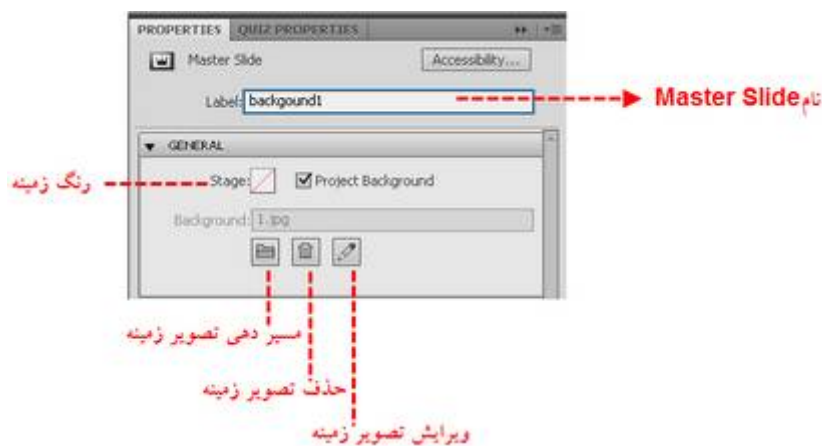 PROPERTIES QUIZ PROPERTIES
Master Slide Accessibility...
Label: backgound1
نام Master Slide
GENERAL
رنگ زمینه
Stage: Project Background
Background: 1.jpg
مسیر دهی تصویر زمینه
حذف تصویر زمینه
ویرایش تصویر زمینه